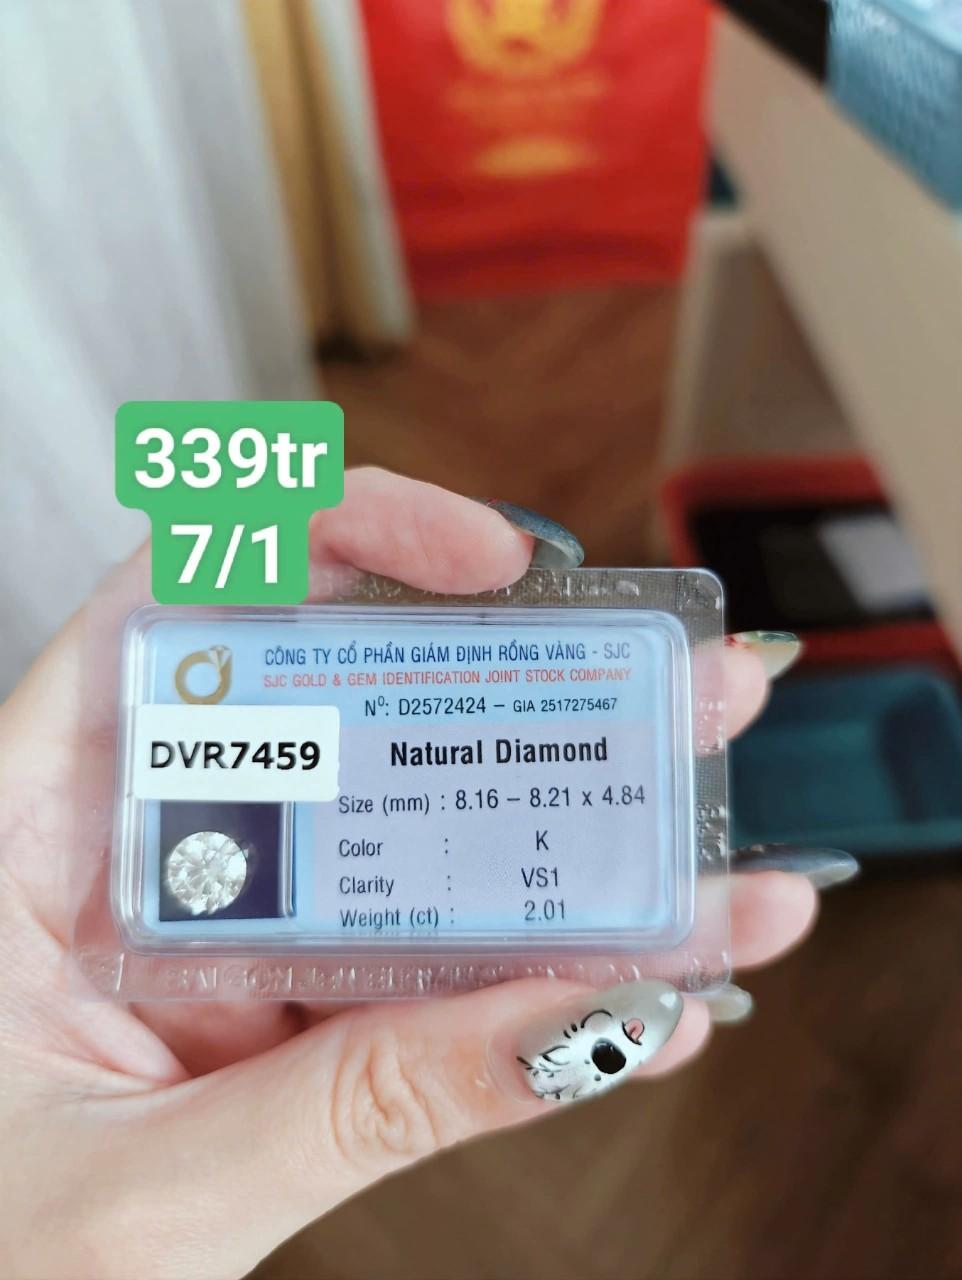 339tr
7/1
CÔNG TY CỔ PHẦN GIÁM ĐỊNH RỒNG VÀNG - SJC
SJC GOLD & GEM IDENTIFICATION JOINT STOCK COMPANY
Nº: D2572424 – GIA 2517275467
DVR7459
Natural Diamond
Size (mm) : 8.16 – 8.21 x 4.84
Color : K
Clarity : VS1
Weight (ct) : 2.01